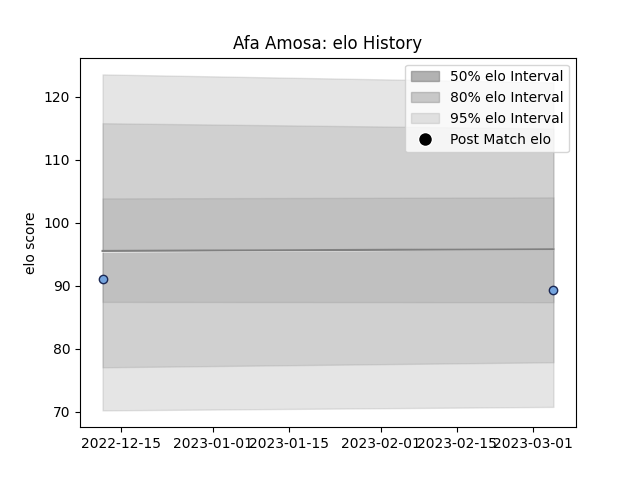 Afa Amosa: elo History
50% elo Interval
80% elo Interval
95% elo Interval
Post Match elo
elo score
120
110
100
90
80
70
2022-12-15 2023-01-01 2023-01-15 2023-02-01 2023-02-15 2023-03-01